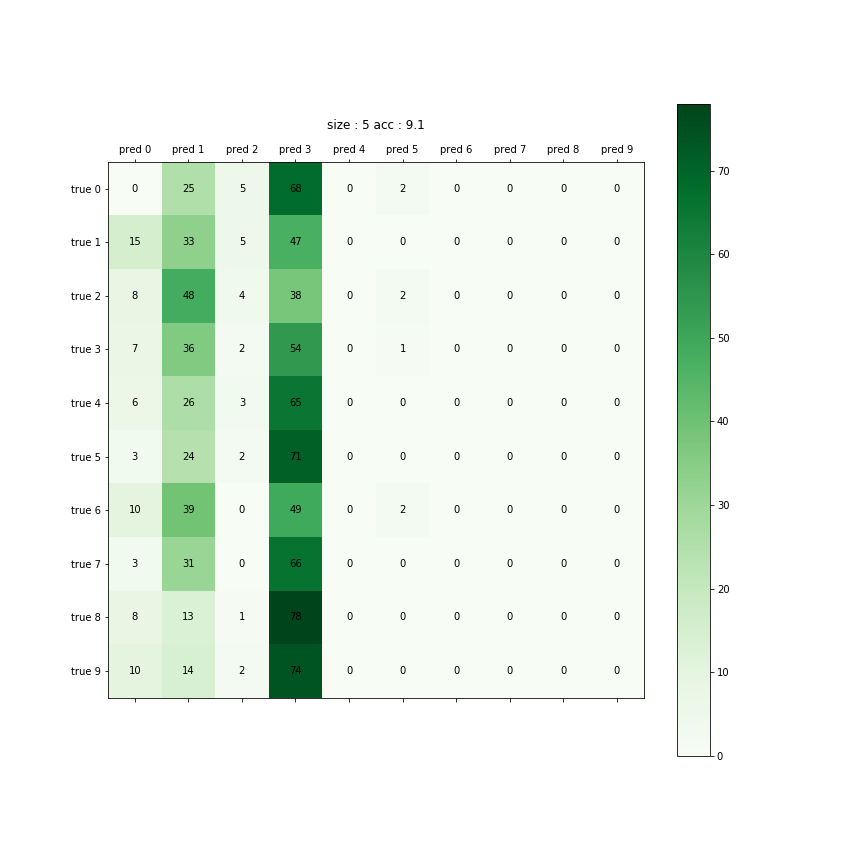 size : 5 acc : 9.1
pred 0 pred 1 pred 2 pred 3 pred 4 pred 5 pred 6 pred 7 pred 8 pred 9
true 0 0 25 5 68 0 2 0 0 0 0
true 1 15 33 5 47 0 0 0 0 0 0
true 2 8 48 4 38 0 2 0 0 0 0
true 3 7 36 2 54 0 1 0 0 0 0
true 4 6 26 3 65 0 0 0 0 0 0
true 5 3 24 2 71 0 0 0 0 0 0
true 6 10 39 0 49 0 2 0 0 0 0
true 7 3 31 0 66 0 0 0 0 0 0
true 8 8 13 1 78 0 0 0 0 0 0
true 9 10 14 2 74 0 0 0 0 0 0
70
60
50
40
30
20
10
0